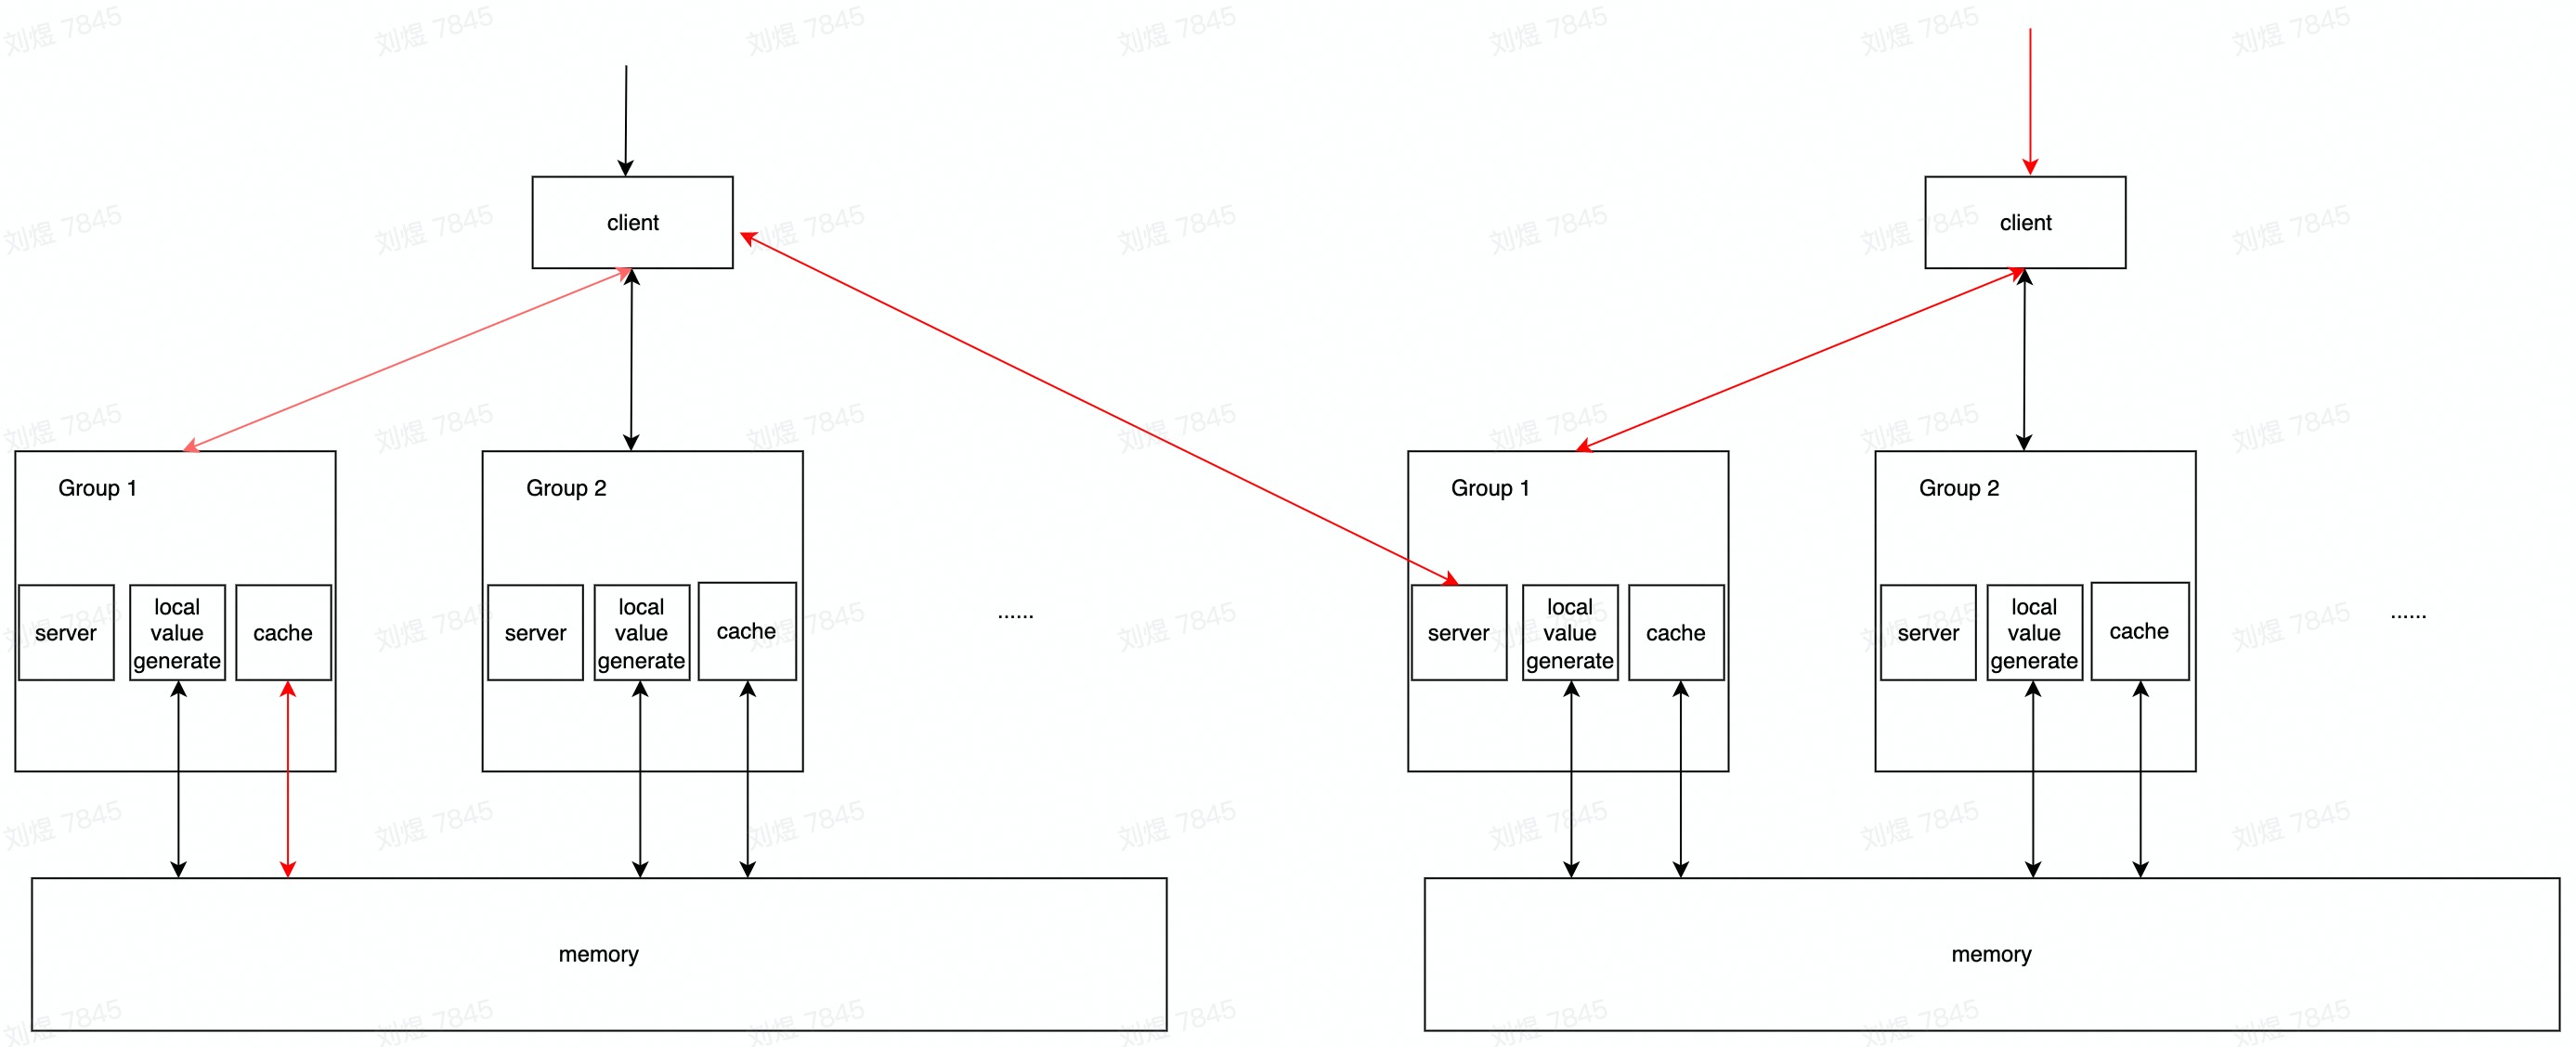 client
client
Group 1
Group 2
Group 1
Group 2
server
local
value
generate
cache
server
local
value
generate
cache
......
server
local
value
generate
cache
server
local
value
generate
cache
......
memory
memory
刘煜 7845